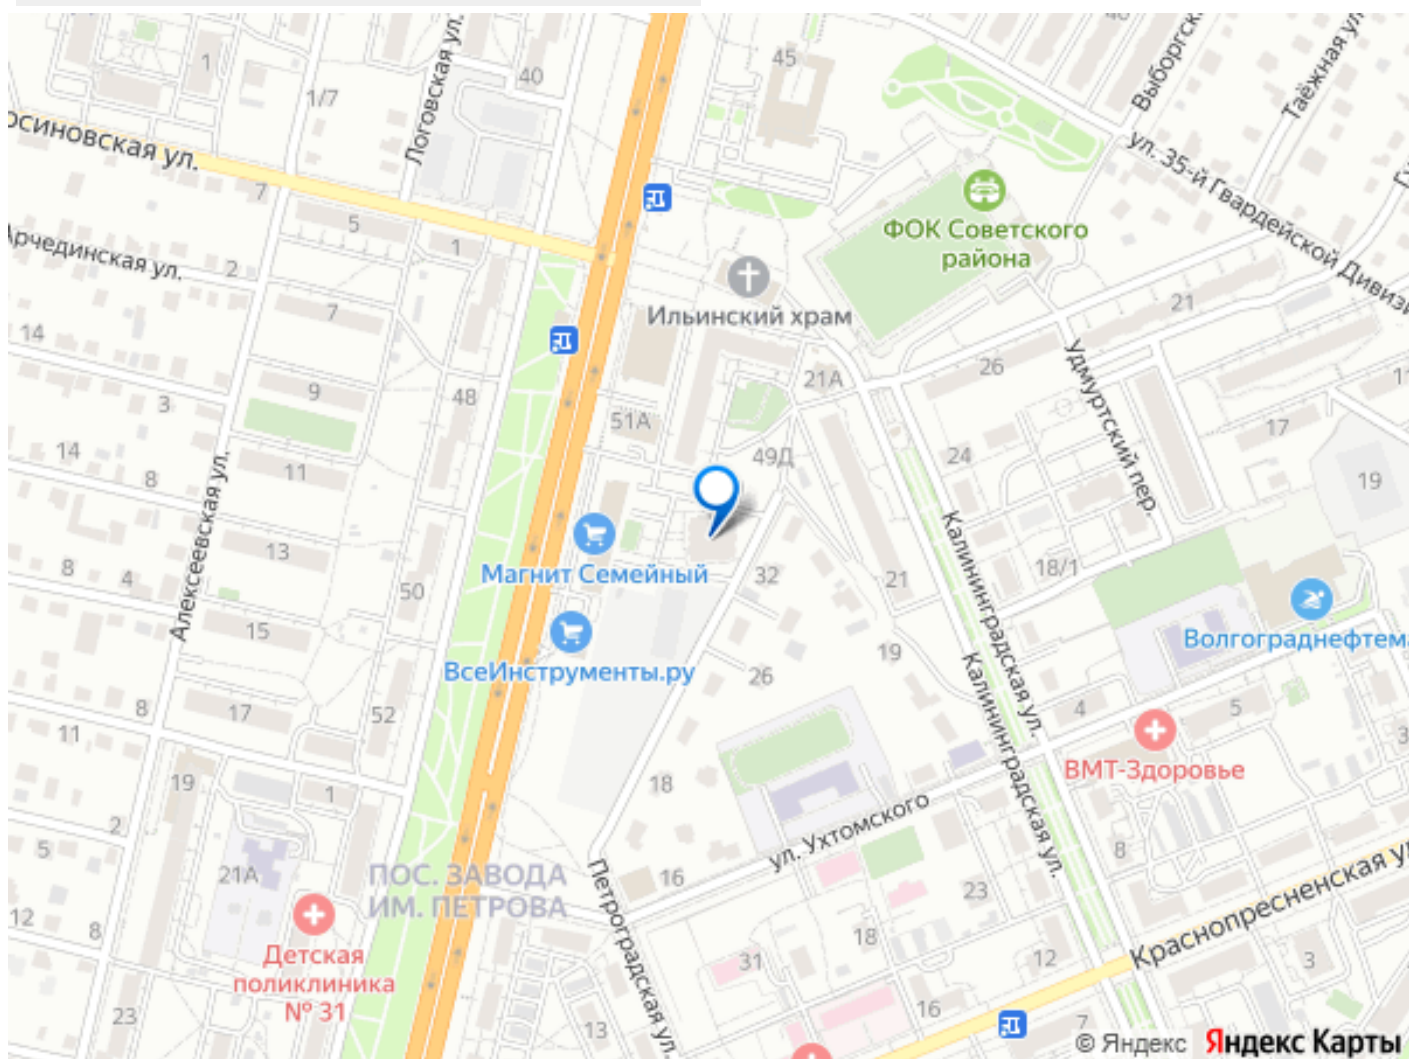 40
45
Выборгск
Таёжная ул
1
1/7
Логовская ул.
осиновская ул.
ул. 35-й Гвардейской Дивизи
7
5
1
ФОК Советского
района
Арчединская ул.
2
7
Ильинский храм
21
14
26
Удмуртский пер.
21А
11
3
9
48
51А
17
14
8
11
49Д
24
19
Алексеевская ул.
13
Магнит Семейный
32
21
18/1
Калининградская ул.
8
4
50
15
ВсеИнструменты.ру
26
19
Волгограднефтема
Калининградская ул.
8
17
52
4
5
11
3
19
1
18
ВМТ-Здоровье
2
5
21А
ПОС. ЗАВОДА
ИМ. ПЕТРОВА
16
ул. Ухтомского
23
8
Краснопресненская ул
12
8
Петроградская ул.
Детская
поликлиника
№ 31
18
31
12
3
23
13
16
7
© Яндекс Яндекс Карты